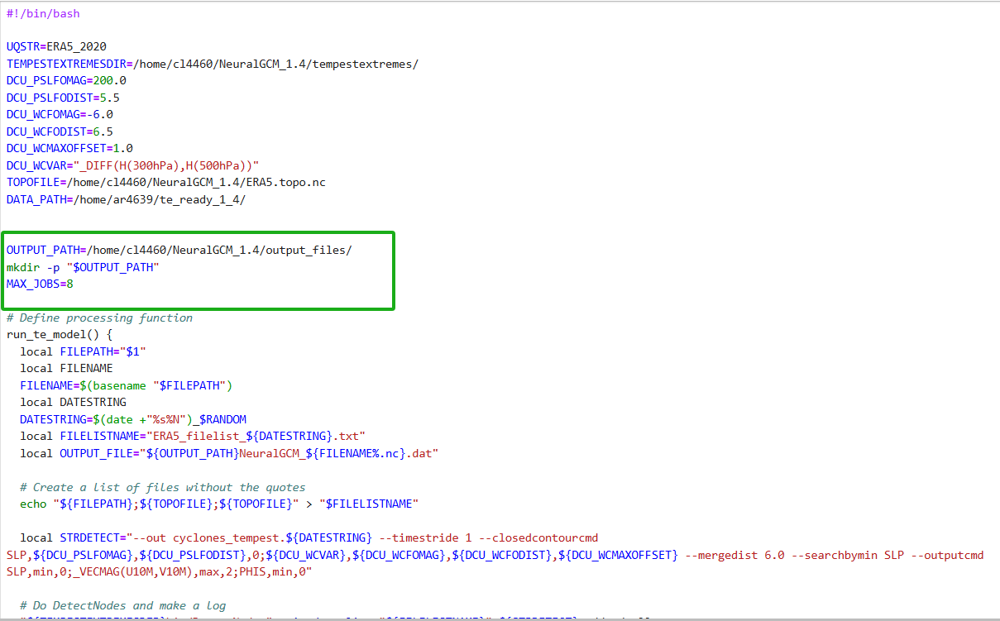 #!/bin/bash
UQSTR=ERA5_2020
TEMPESTEXTREMESDIR=/home/cl4460/NeuralGCM_1.4/tempestextremes/
DCU_PSLFOMAG=200.0
DCU_PSLFODIST=5.5
DCU_WCFOMAG=-6.0
DCU_WCFODIST=6.5
DCU_WCMAXOFFSET=1.0
DCU_WCVAR="_DIFF(H(300hPa),H(500hPa))"
TOPOFILE=/home/cl4460/NeuralGCM_1.4/ERA5.topo.nc
DATA_PATH=/home/ar4639/te_ready_1_4/
OUTPUT_PATH=/home/cl4460/NeuralGCM_1.4/output_files/
mkdir -p "$OUTPUT_PATH"
MAX_JOBS=8
# Define processing function
run_te_model() {
local FILEPATH="$1"
local FILENAME
FILENAME=$(basename "$FILEPATH")
local DATESTRING
DATESTRING=$(date +"%s%N")_$RANDOM
local FILELISTNAME="ERA5_filelist_${DATESTRING}.txt"
local OUTPUT_FILE="${OUTPUT_PATH}NeuralGCM_${FILENAME%.nc}.dat"
# Create a list of files without the quotes
echo "${FILEPATH};${TOPOFILE};${TOPOFILE}" > "$FILELISTNAME"
local STRDETECT="--out cyclones_tempest.${DATESTRING} --timestride 1 --closedcontourcmd
SLP,${DCU_PSLFOMAG},${DCU_PSLFODIST},0;${DCU_WCVAR},${DCU_WCFOMAG},${DCU_WCFODIST},${DCU_WCMAXOFFSET} --mergedist 6.0 --searchbymin SLP --outputcmd
SLP,min,0;_VECMAG(U10M,V10M),max,2;PHIS,min,0"
# Do DetectNodes and make a log